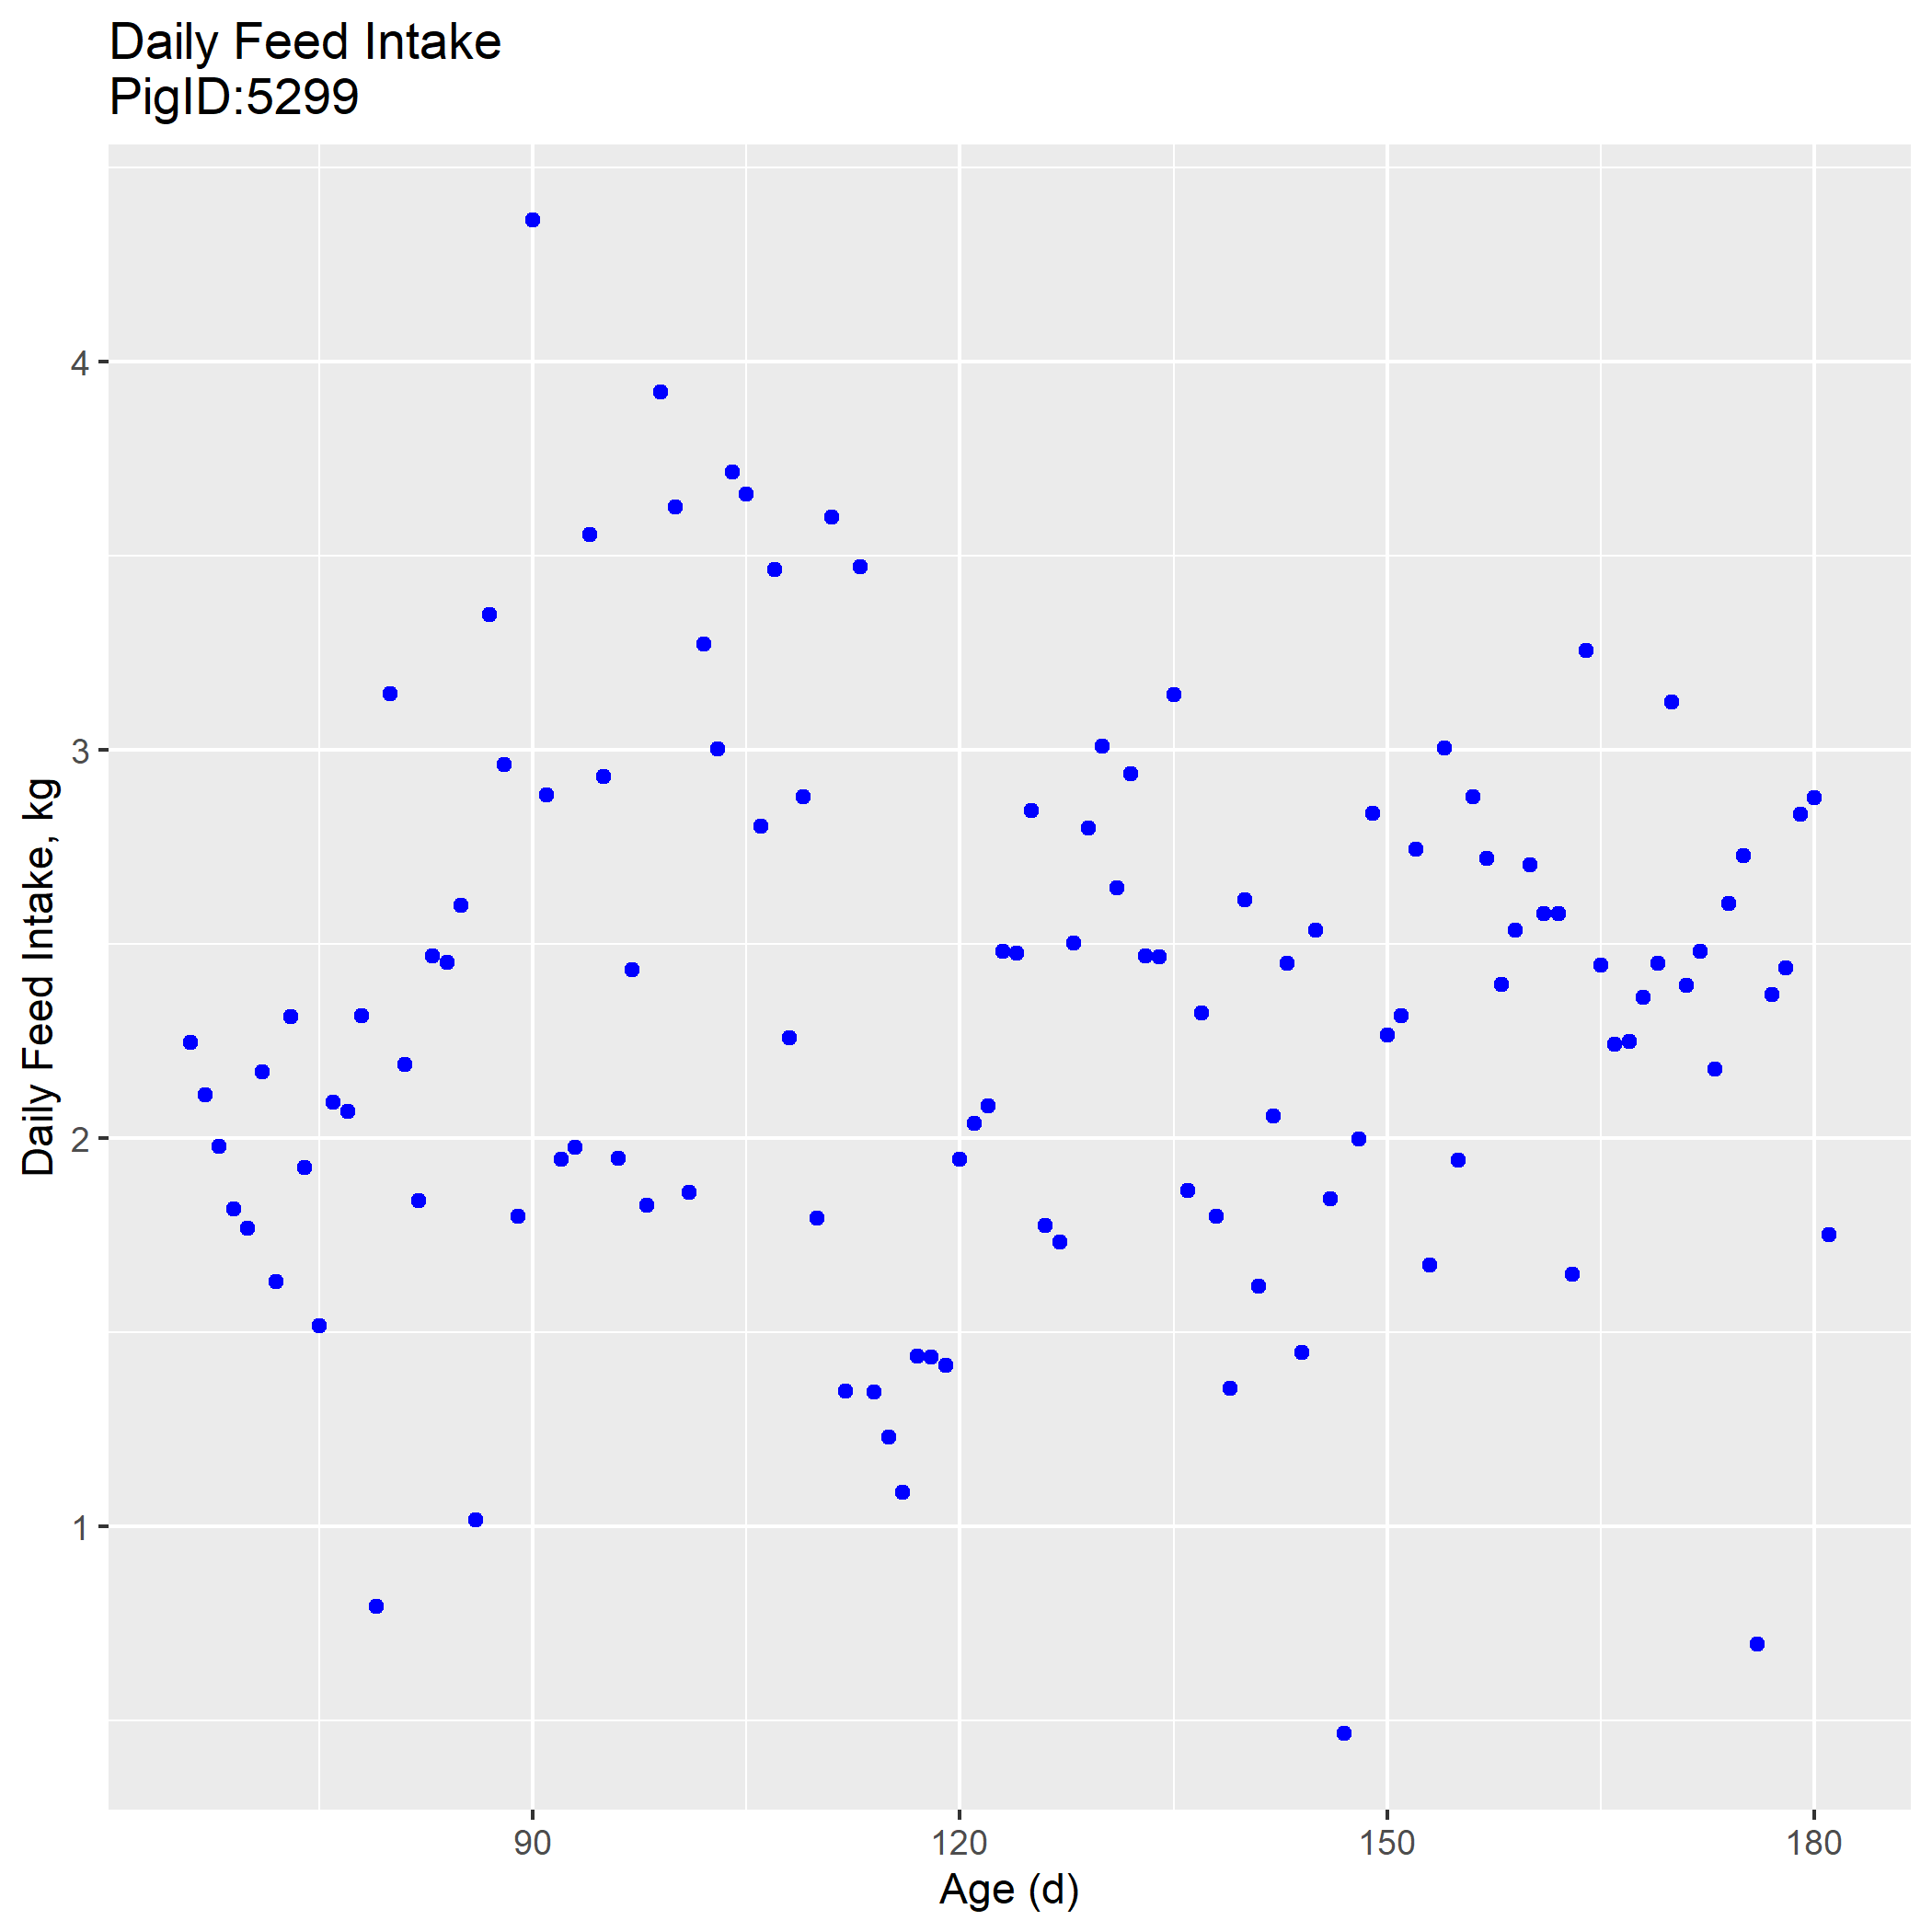 Daily Feed Intake
PigID:5299
Daily Feed Intake, kg
4
3
2
1
90
120
150
180
Age (d)